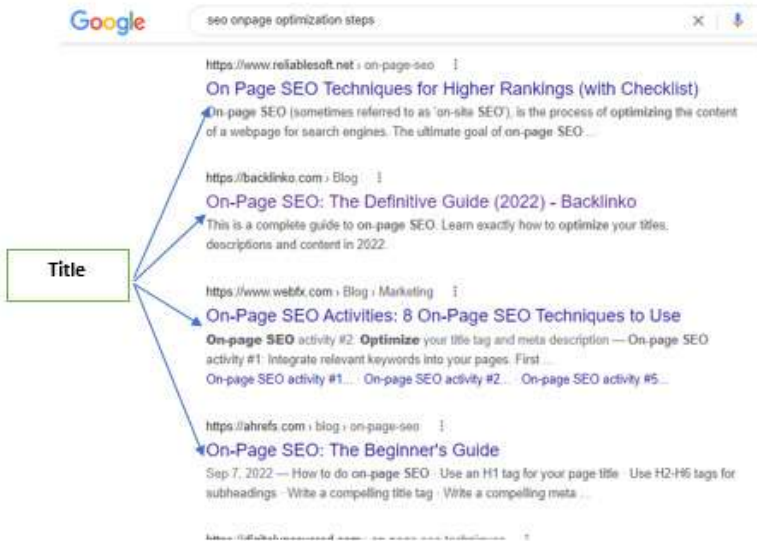 Google
seo onpage optimization steps
https://www.reliablesoft.net › on-page-seo
On Page SEO Techniques for Higher Rankings (with Checklist)
On-page SEO (sometimes referred to as 'on-site SEO'), is the process of optimizing the content
of a webpage for search engines. The ultimate goal of on-page SEO ...
https://backlinko.com › Blog
On-Page SEO: The Definitive Guide (2022) - Backlinko
This is a complete guide to on-page SEO. Learn exactly how to optimize your titles,
descriptions and content in 2022.
Title
https://www.webfx.com › Blog › Marketing
On-Page SEO Activities: 8 On-Page SEO Techniques to Use
On-page SEO activity #2: Optimize your title tag and meta description — On-page SEO
activity #1: Integrate relevant keywords into your pages. First ...
On-page SEO activity #1... · On-page SEO activity #2... · On-page SEO activity #5...
https://ahrefs.com › blog › on-page-seo
On-Page SEO: The Beginner's Guide
Sep 7, 2022 — How to do on-page SEO · Use an H1 tag for your page title · Use H2-H6 tags for
subheadings · Write a compelling title tag · Write a compelling meta ...